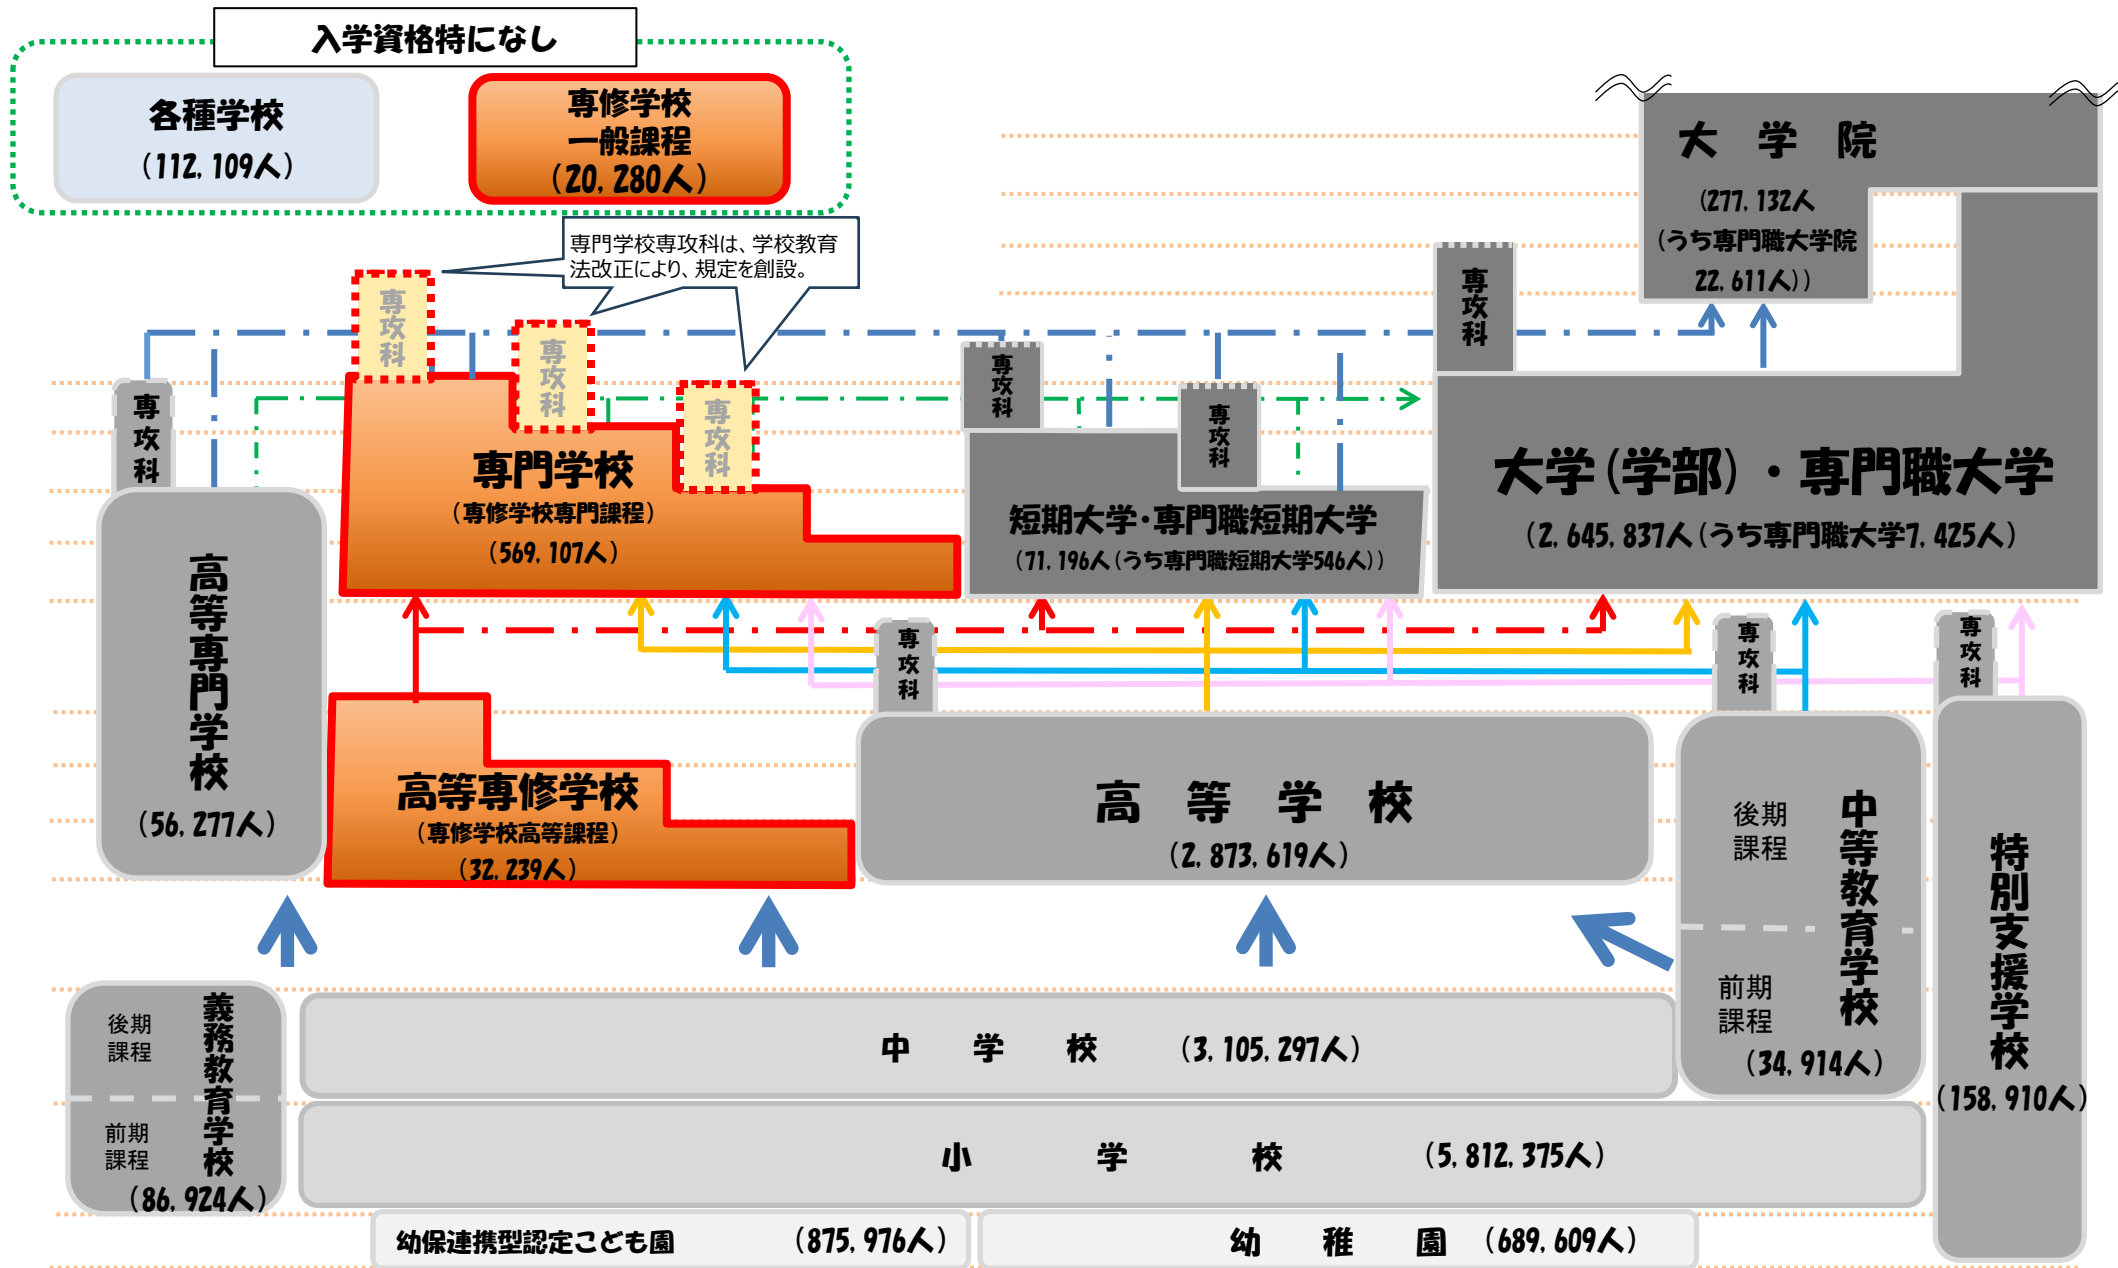 入学資格特になし
各種学校
（112,109人）
専修学校
一般課程
（20,280人）
専門学校専攻科は、学校教育
法改正により、規定を創設。
大学院
（277,132人
（うち専門職大学院
22,611人））
専攻科
専攻科
専攻科
専攻科
専攻科
専攻科
専攻科
専門学校
（専修学校専門課程）
（569,107人）
短期大学・専門職短期大学
（71,196人（うち専門職短期大学546人））
大学（学部）・専門職大学
（2,645,837人（うち専門職大学7,425人）
高等専門学校
（56,277人）
専攻科
専攻科
専攻科
高等専修学校
（専修学校高等課程）
（32,239人）
高等学校
（2,873,619人）
後期
課程
中等教育学校
前期
課程
（34,914人）
特別支援学校
（158,910人）
後期
課程
義務教育学校
前期
課程
（86,924人）
中学校 （3,105,297人）
小学校 （5,812,375人）
幼保連携型認定こども園 （875,976人）
幼稚園 （689,609人）